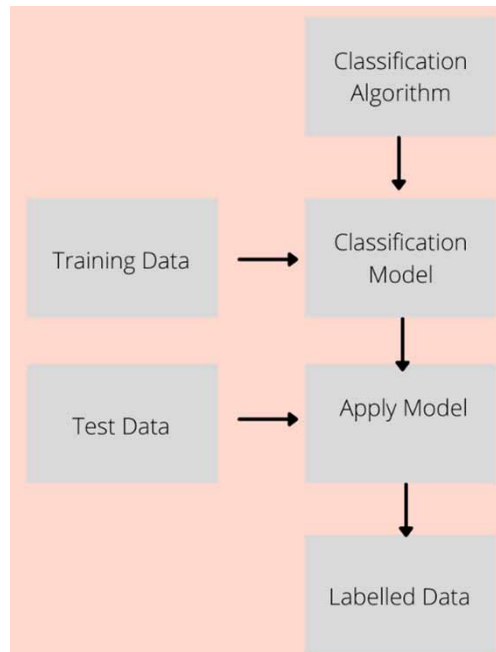 Classification
Algorithm
Training Data
Classification
Model
Test Data
Apply Model
Labelled Data